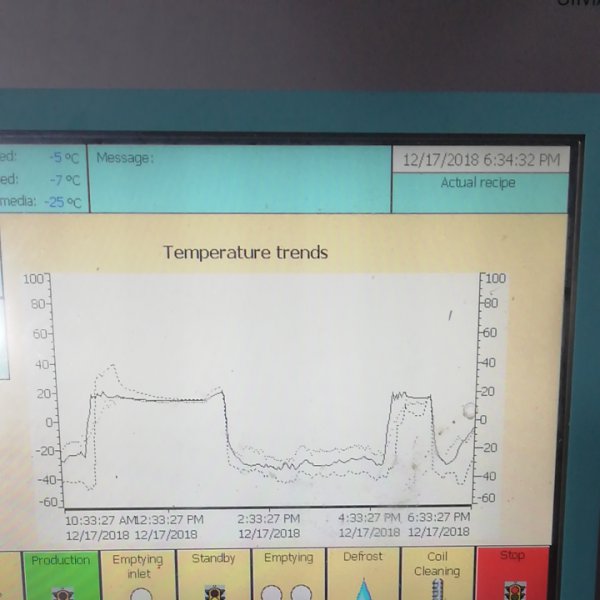 ed: -5 °C
ed: -7 °C
media: -25 °C
Message:
12/17/2018 6:34:32 PM
Actual recipe
Temperature trends
100 100
80 80
60 60
40 40
20 20
0 0
-20 -20
-40 -40
-60 -60
10:33:27 AM 12:33:27 PM 2:33:27 PM 4:33:27 PM 6:33:27 PM
12/17/2018 12/17/2018 12/17/2018 12/17/2018 12/17/2018
Production
Emptying
inlet
Standby
Emptying
Defrost
Coil
Cleaning
Stop